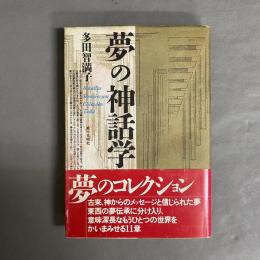 夢の神話学
多田智満子
夢のコレクション
古来、神からのメッセージと信じられた夢
東西の夢伝承に分け入り、
意味深長なもうひとつの世界を
かいまみせる11章